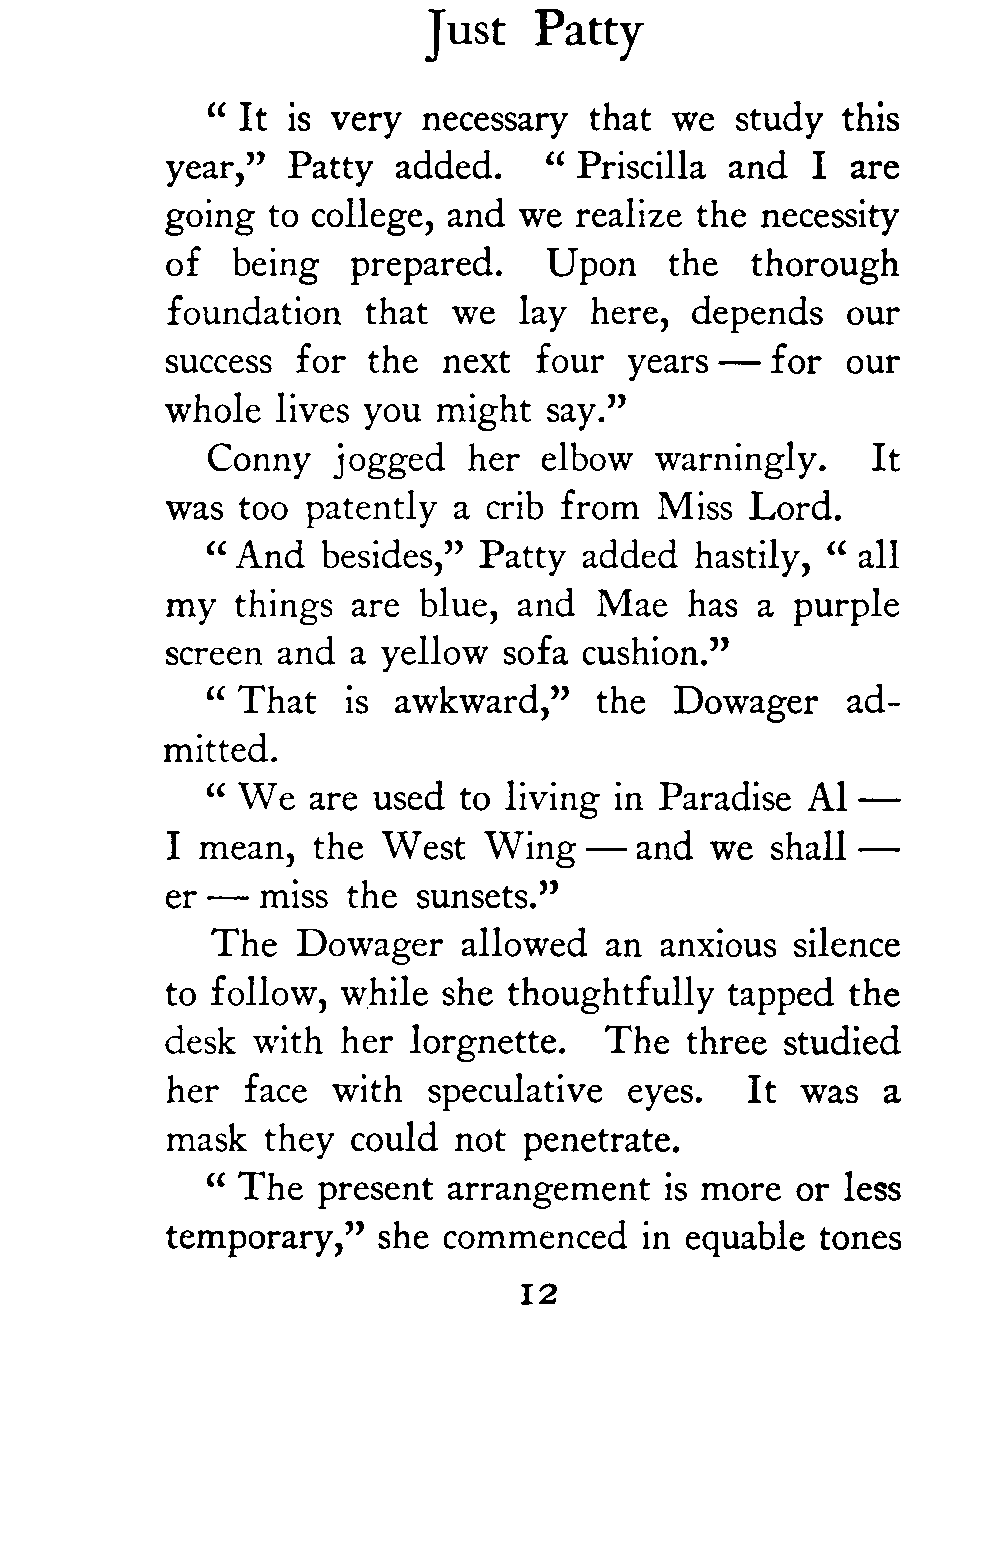 Just Patty
“ It is very necessary that we study this
year,” Patty added. “ Priscilla and I are
going to college, and we realize the necessity
of being prepared. Upon the thorough
foundation that we lay here, depends our
success for the next four years — for our
whole lives you might say.”
Conny jogged her elbow warningly. It
was too patently a crib from Miss Lord.
“ And besides,” Patty added hastily, “ all
my things are blue, and Mae has a purple
screen and a yellow sofa cushion.”
“ That is awkward,” the Dowager ad-
mitted.
“ We are used to living in Paradise Al —
I mean, the West Wing — and we shall —
er — miss the sunsets.”
The Dowager allowed an anxious silence
to follow, while she thoughtfully tapped the
desk with her lorgnette. The three studied
her face with speculative eyes. It was a
mask they could not penetrate.
“ The present arrangement is more or less
temporary,” she commenced in equable tones
12